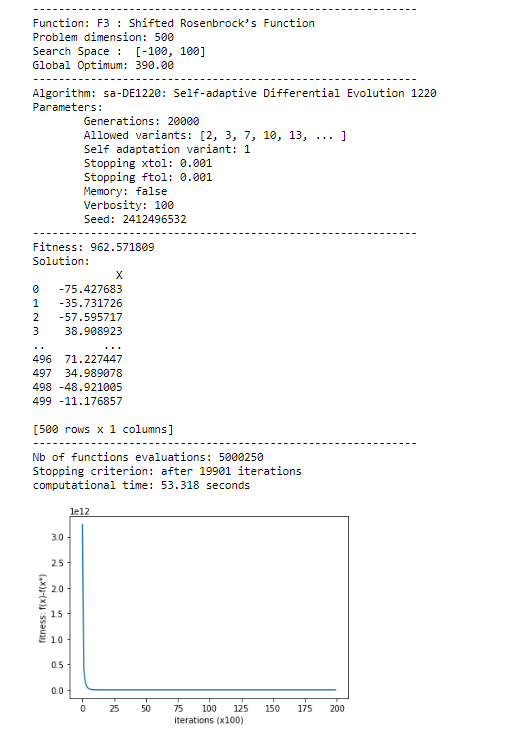 ------------------------------------------------------------
Function: F3 : Shifted Rosenbrock's Function
Problem dimension: 500
Search Space : [-100, 100]
Global Optimum: 390.00
------------------------------------------------------------
Algorithm: sa-DE1220: Self-adaptive Differential Evolution 1220
Parameters:
Generations: 20000
Allowed variants: [2, 3, 7, 10, 13, ... ]
Self adaptation variant: 1
Stopping xtol: 0.001
Stopping ftol: 0.001
Memory: false
Verbosity: 100
Seed: 2412496532
------------------------------------------------------------
Fitness: 962.571809
Solution:
X
0 -75.427683
1 -35.731726
2 -57.595717
3 38.908923
.. ...
496 71.227447
497 34.989078
498 -48.921005
499 -11.176857
[500 rows x 1 columns]
------------------------------------------------------------
Nb of functions evaluations: 5000250
Stopping criterion: after 19901 iterations
computational time: 53.318 seconds
1e12
3.0
2.5
2.0
1.5
1.0
0.5
0.0
fitness: f(x)-f(x*)
0 25 50 75 100 125 150 175 200
iterations (x100)